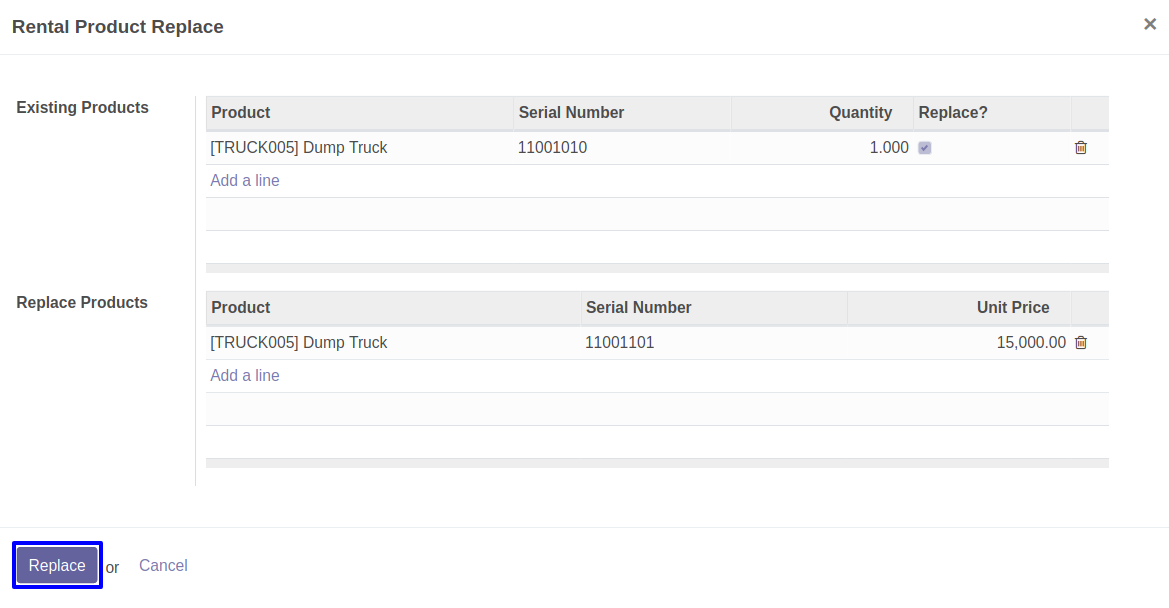 Rental Product Replace ×
Existing Products
Product Serial Number Quantity Replace?
[TRUCK005] Dump Truck 11001010 1.000
Add a line
Replace Products
Product Serial Number Unit Price
[TRUCK005] Dump Truck 11001101 15,000.00
Add a line
Replace or Cancel